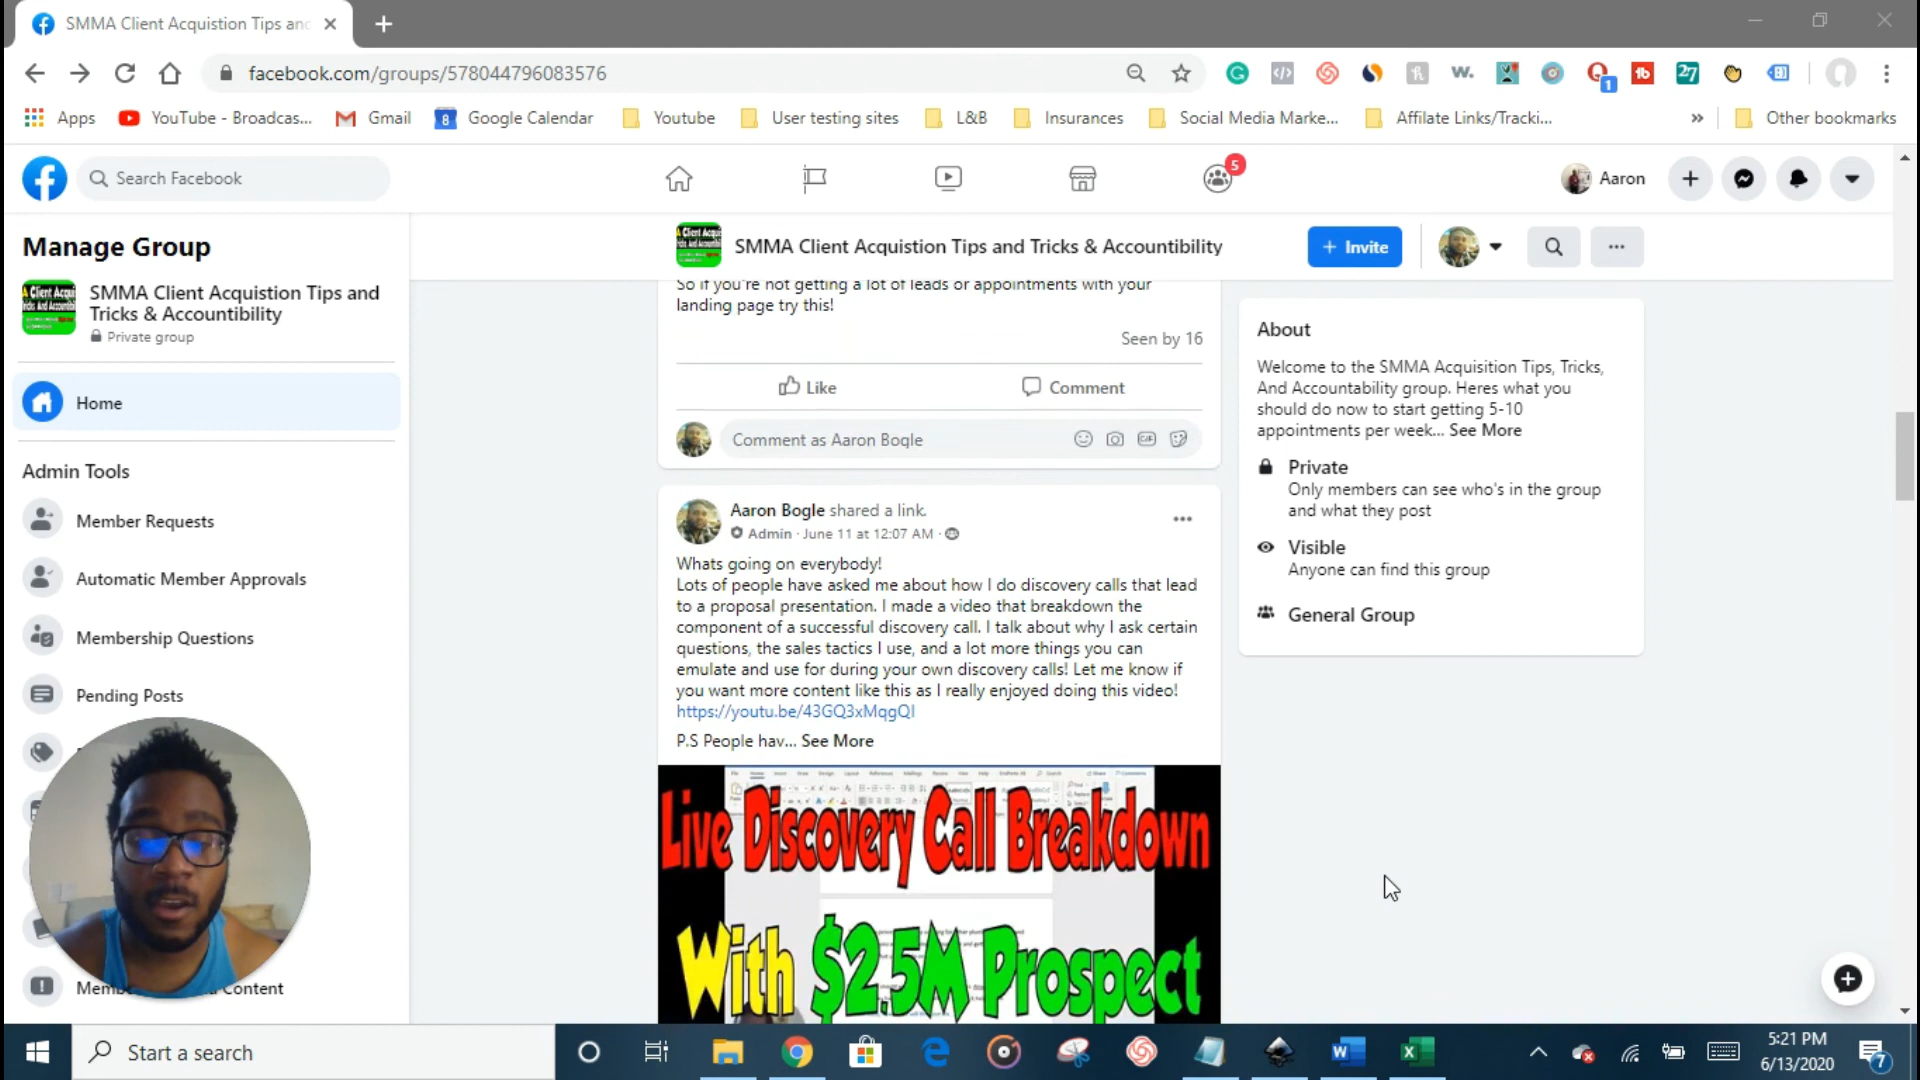 SMMA Client Acquistion Tips and
facebook.com/groups/578044796083576
1
27
Apps
YouTube - Broadcas...
Gmail
8
Google Calendar
Youtube
User testing sites
L&B
Insurances
Social Media Marke...
Affilate Links/Tracki...
Other bookmarks
Search Facebook
5
Aaron
Manage Group
SMMA Client Acquistion Tips and
Tricks & Accountibility
Private group
Home
Admin Tools
Member Requests
Automatic Member Approvals
Membership Questions
Pending Posts
Content
SMMA Client Acquistion Tips and Tricks & Accountibility
+ Invite
So if you're not getting a lot of leads or appointments with your
landing page try this!
Seen by 16
Like
Comment
Comment as Aaron Bogle
GIF
Aaron Bogle shared a link.
Admin · June 11 at 12:07 AM ·
Whats going on everybody!
Lots of people have asked me about how I do discovery calls that lead
to a proposal presentation. I made a video that breakdown the
component of a successful discovery call. I talk about why I ask certain
questions, the sales tactics I use, and a lot more things you can
emulate and use for during your own discovery calls! Let me know if
you want more content like this as I really enjoyed doing this video!
https://youtu.be/43GQ3xMqgQI
P.S People hav... See More
Live Discovery Call Breakdown
With $2.5M Prospect
About
Welcome to the SMMA Acquisition Tips, Tricks,
And Accountability group. Heres what you
should do now to start getting 5-10
appointments per week... See More
Private
Only members can see who's in the group
and what they post
Visible
Anyone can find this group
General Group
Start a search
5:21 PM
6/13/2020
7